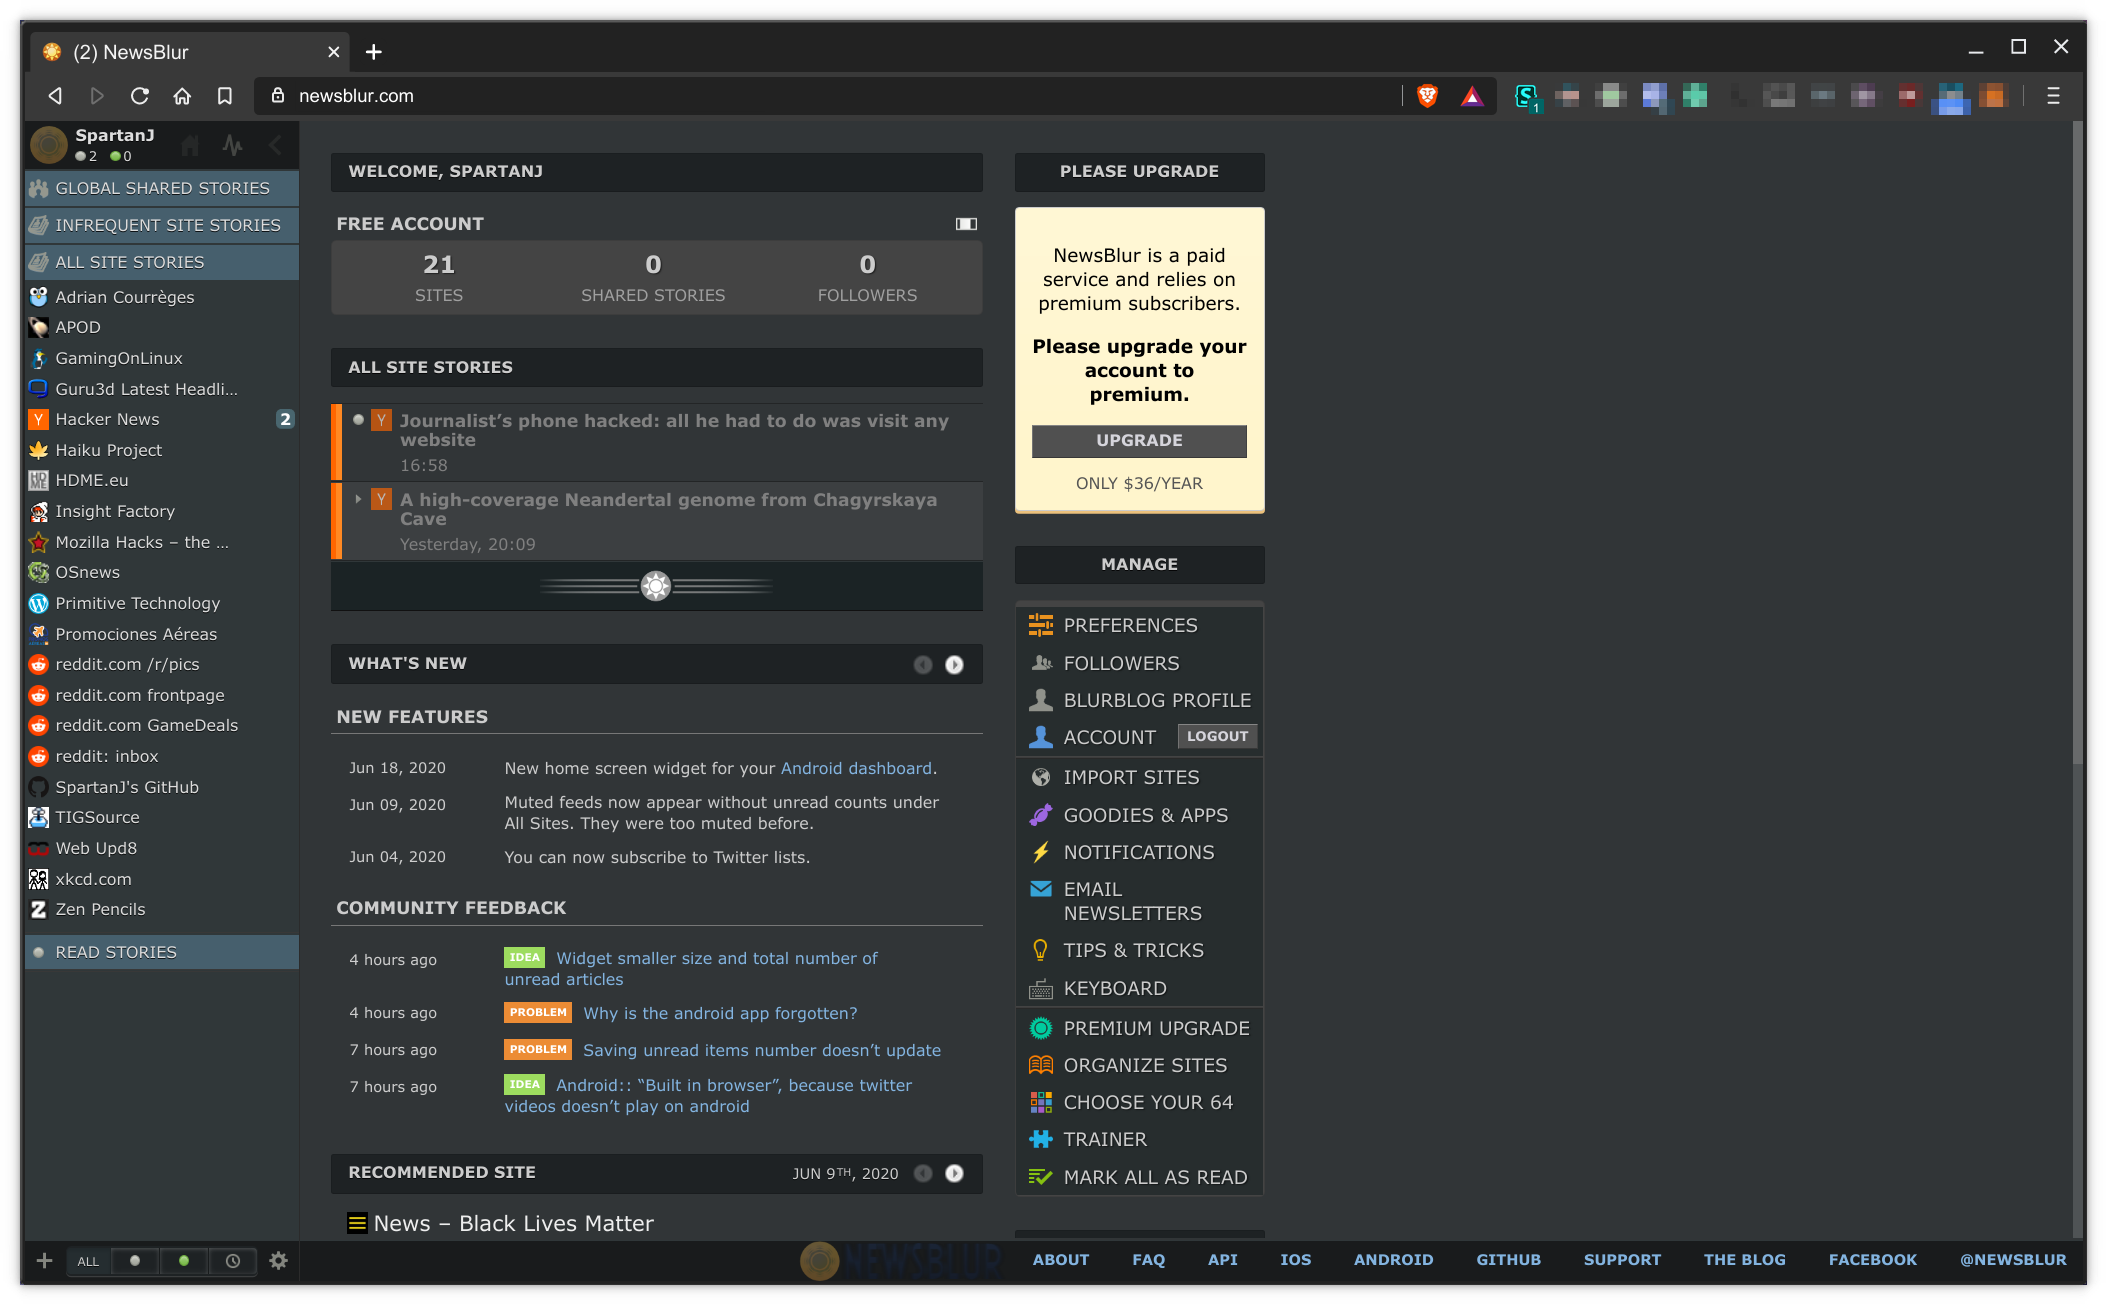 (2) NewsBlur
newsblur.com
1
SpartanJ
2 0
GLOBAL SHARED STORIES
INFREQUENT SITE STORIES
ALL SITE STORIES
Adrian Courrèges
APOD
GamingOnLinux
Guru3d Latest Headli...
Hacker News 2
Haiku Project
HDME.eu
Insight Factory
Mozilla Hacks – the ...
OSnews
Primitive Technology
Promociones Aéreas
reddit.com /r/pics
reddit.com frontpage
reddit.com GameDeals
reddit: inbox
SpartanJ's GitHub
TIGSource
Web Upd8
xkcd.com
Zen Pencils
READ STORIES
ALL
WELCOME, SPARTANJ
FREE ACCOUNT
21 0 0
SITES SHARED STORIES FOLLOWERS
ALL SITE STORIES
Journalist’s phone hacked: all he had to do was visit any
website
16:58
A high-coverage Neandertal genome from Chagyrskaya
Cave
Yesterday, 20:09
WHAT'S NEW
NEW FEATURES
Jun 18, 2020 New home screen widget for your Android dashboard.
Jun 09, 2020 Muted feeds now appear without unread counts under
All Sites. They were too muted before.
Jun 04, 2020 You can now subscribe to Twitter lists.
COMMUNITY FEEDBACK
4 hours ago IDEA Widget smaller size and total number of
unread articles
4 hours ago PROBLEM Why is the android app forgotten?
7 hours ago PROBLEM Saving unread items number doesn’t update
7 hours ago IDEA Android:: “Built in browser”, because twitter
videos doesn’t play on android
RECOMMENDED SITE JUN 9TH, 2020
News – Black Lives Matter
PLEASE UPGRADE
NewsBlur is a paid
service and relies on
premium subscribers.
Please upgrade your
account to
premium.
UPGRADE
ONLY $36/YEAR
MANAGE
PREFERENCES
FOLLOWERS
BLURBLOG PROFILE
ACCOUNT LOGOUT
IMPORT SITES
GOODIES & APPS
NOTIFICATIONS
EMAIL
NEWSLETTERS
TIPS & TRICKS
KEYBOARD
PREMIUM UPGRADE
ORGANIZE SITES
CHOOSE YOUR 64
TRAINER
MARK ALL AS READ
NEWSBLUR
ABOUT FAQ API IOS ANDROID GITHUB SUPPORT THE BLOG FACEBOOK @NEWSBLUR